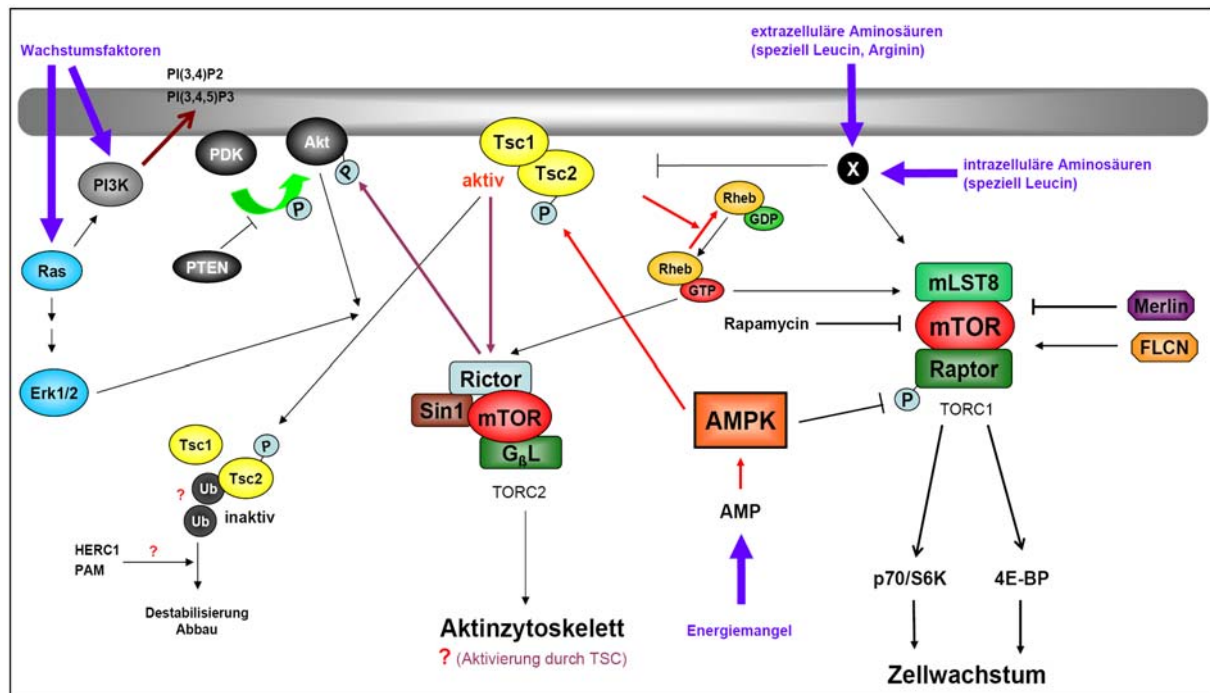 Wachstumsfaktoren
extrazelluläre Aminosäuren
(speziell Leucin, Arginin)
PI(3,4)P2
PI(3,4,5)P3
PDK
Akt
P
Tsc1
Tsc2
aktiv
P
X
intrazelluläre Aminosäuren
(speziell Leucin)
PI3K
P
Rheb
GDP
PTEN
Ras
Rheb
GTP
mLST8
mTOR
Raptor
P
TORC1
Rapamycin
Merlin
FLCN
Erk1/2
Rictor
Sin1
mTOR
GßL
TORC2
AMPK
AMP
Energiemangel
Tsc1
P
Tsc2
?
Ub
Ub
inaktiv
HERC1
PAM
?
Destabilisierung
Abbau
Aktinzytoskelett
? (Aktivierung durch TSC)
p70/S6K
4E-BP
Zellwachstum